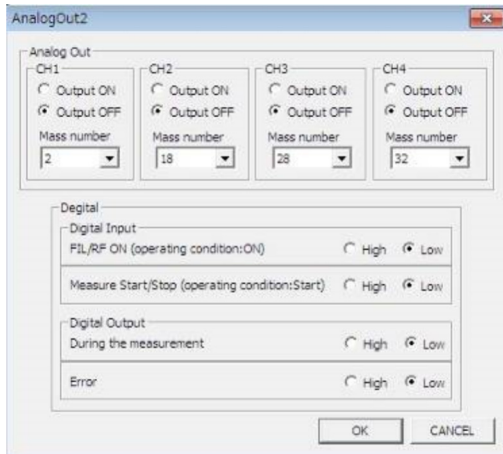 AnalogOut2
Analog Out
CH1
Output ON
Output OFF
Mass number
2
CH2
Output ON
Output OFF
Mass number
18
CH3
Output ON
Output OFF
Mass number
28
CH4
Output ON
Output OFF
Mass number
32
Degital
Digital Input
FIL/RF ON (operating condition:ON) High Low
Measure Start/Stop (operating condition:Start) High Low
Digital Output
During the measurement High Low
Error High Low
OK CANCEL